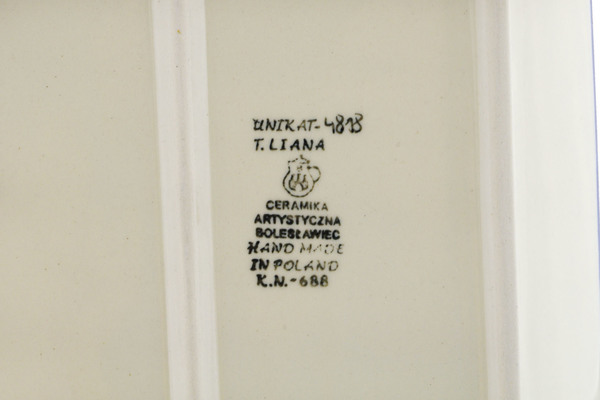 UNIKAT-4818
T. LIANA
CERAMIKA
ARTYSTYCZNA
BOLESŁAWIEC
HAND MADE
IN POLAND
K.N.-688